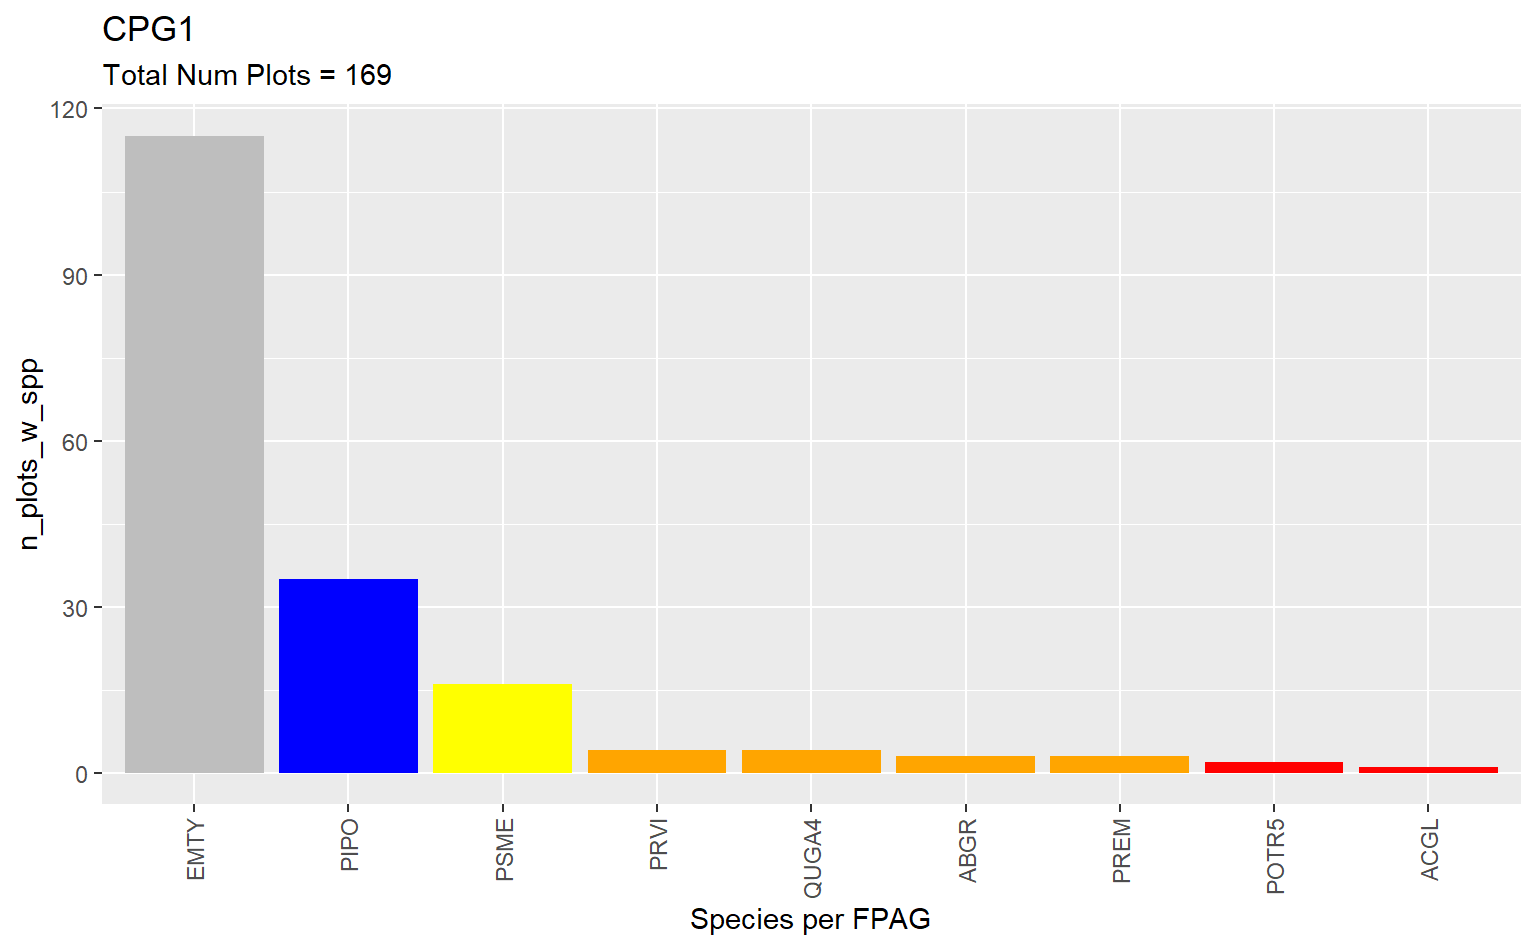 CPG1
Total Num Plots = 169
120
90
60
30
0
n_plots_w_spp
EMTY
PIPO
PSME
PRVI
QUGA4
ABGR
PREM
POTR5
ACGL
Species per FPAG